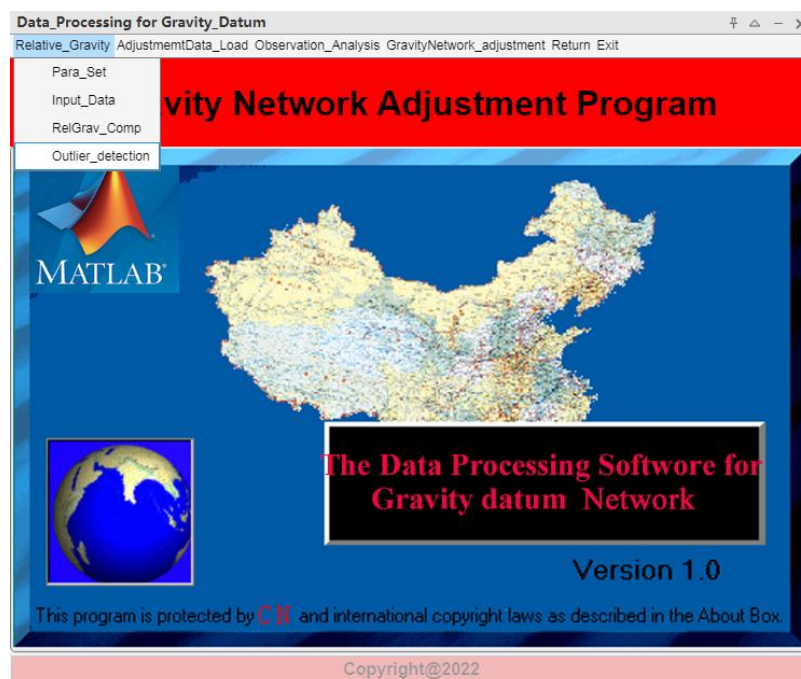 Data_Processing for Gravity_Datum
Relative_Gravity AdjustmemtData_Load Observation_Analysis GravityNetwork_adjustment Return Exit
Para_Set
Input_Data
RelGrav_Comp
Outlier_detection
vity Network Adjustment Program
MATLAB®
The Data Processing Softwore for
Gravity datum Network
Version 1.0
This program is protected by C N and international copyright laws as described in the About Box.
Copyright@2022